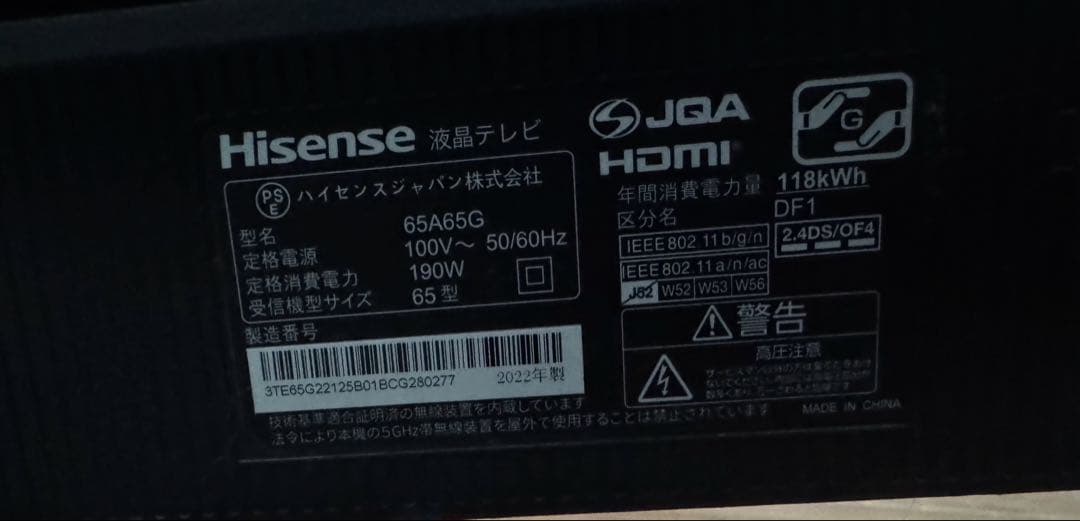 Hisense 液晶テレビ
PS
E
ハイセンスジャパン株式会社
型名 65A65G
定格電源 100V～ 50/60Hz
定格消費電力 190W
受信機型サイズ 65型
製造番号
3TE65G22125B01BCG280277 2022年製
技術基準適合証明済の無線装置を内蔵しています
法令により本機の5GHz帯無線装置を屋外で使用することは禁止されています
JQA
HDMI
G
年間消費電力量 118kWh
区分名 DF1
IEEE802 11b/g/n
2.4DS/OF4
IEEE802 11a/n/ac
J52 W52 W53 W56
警告
高圧注意
MADE IN CHINA